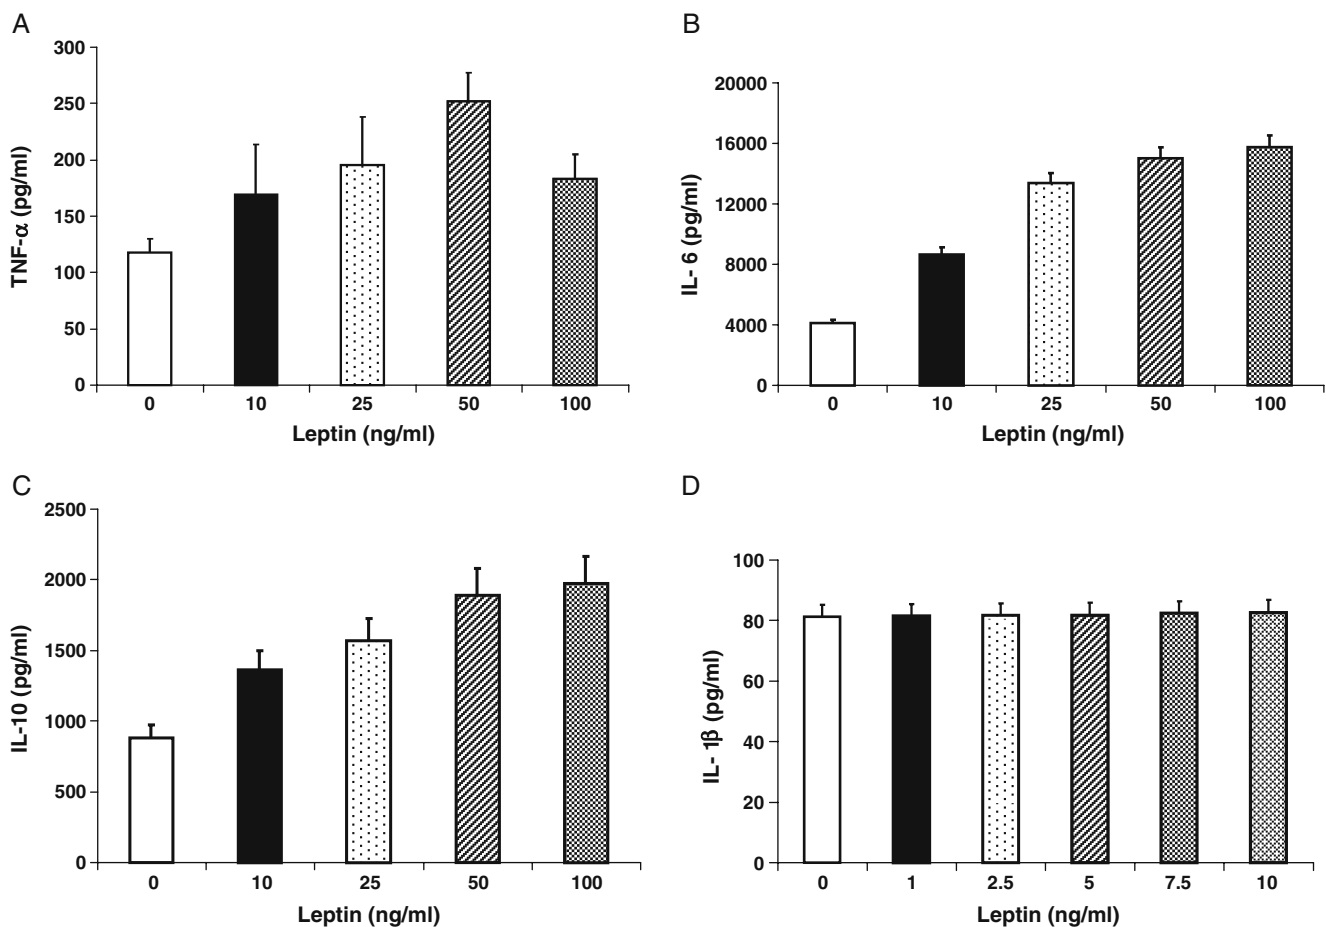 A
TNF-α (pg/ml)
300
250
200
150
100
50
0
0 10 25 50 100
Leptin (ng/ml)
B
IL- 6 (pg/ml)
20000
16000
12000
8000
4000
0
0 10 25 50 100
Leptin (ng/ml)
C
IL-10 (pg/ml)
2500
2000
1500
1000
500
0
0 10 25 50 100
Leptin (ng/ml)
D
IL- 1β (pg/ml)
100
80
60
40
20
0
0 1 2.5 5 7.5 10
Leptin (ng/ml)